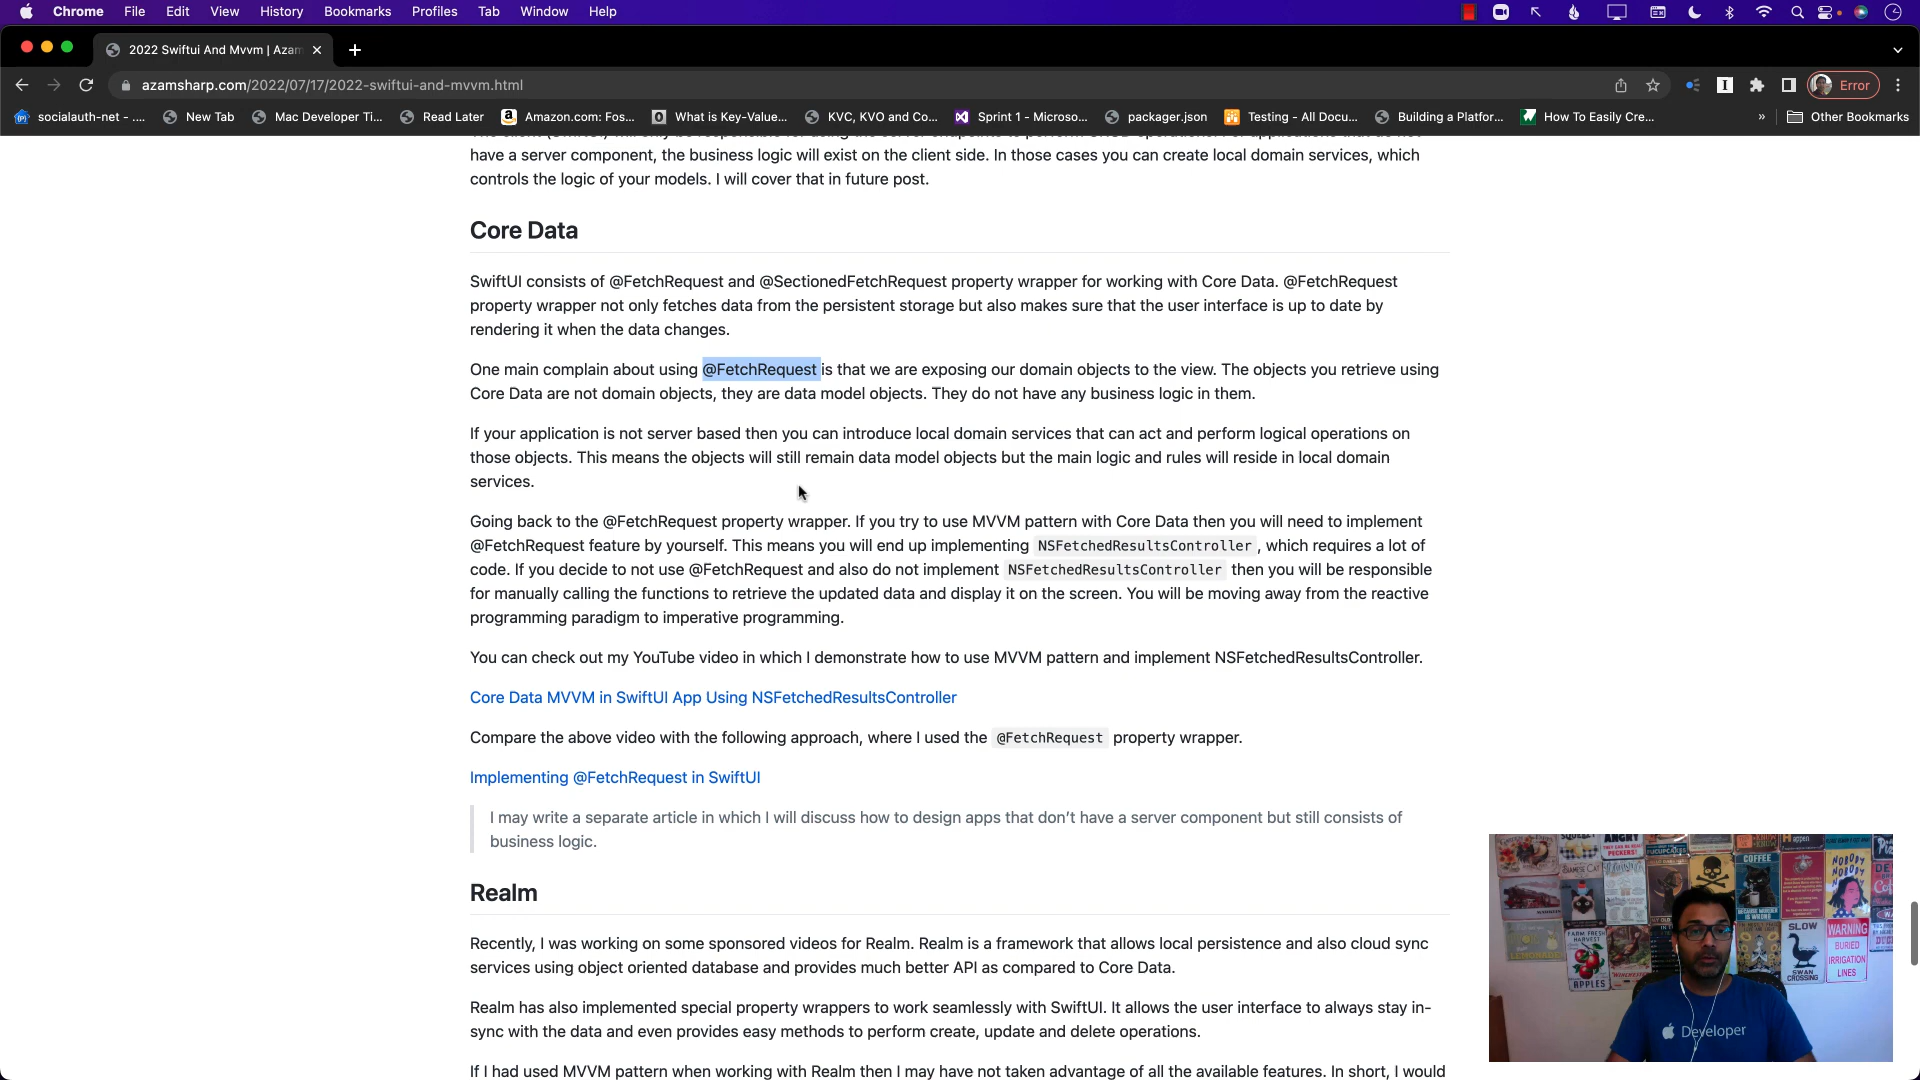 Chrome File Edit View History Bookmarks Profiles Tab Window Help
2022 Swiftui And Mvvm | Azam
azamsharp.com/2022/07/17/2022-swiftui-and-mvvm.html
Error
socialauth-net - .... New Tab Mac Developer Ti... Read Later Amazon.com: Fos... What is Key-Value... KVC, KVO and Co... Sprint 1 - Microso... packager.json Testing - All Docu... Building a Platfor... How To Easily Cre... » Other Bookmarks
have a server component, the business logic will exist on the client side. In those cases you can create local domain services, which
controls the logic of your models. I will cover that in future post.
Core Data
SwiftUI consists of @FetchRequest and @SectionedFetchRequest property wrapper for working with Core Data. @FetchRequest
property wrapper not only fetches data from the persistent storage but also makes sure that the user interface is up to date by
rendering it when the data changes.
One main complain about using @FetchRequest is that we are exposing our domain objects to the view. The objects you retrieve using
Core Data are not domain objects, they are data model objects. They do not have any business logic in them.
If your application is not server based then you can introduce local domain services that can act and perform logical operations on
those objects. This means the objects will still remain data model objects but the main logic and rules will reside in local domain
services.
Going back to the @FetchRequest property wrapper. If you try to use MVVM pattern with Core Data then you will need to implement
@FetchRequest feature by yourself. This means you will end up implementing NSFetchedResultsController, which requires a lot of
code. If you decide to not use @FetchRequest and also do not implement NSFetchedResultsController then you will be responsible
for manually calling the functions to retrieve the updated data and display it on the screen. You will be moving away from the reactive
programming paradigm to imperative programming.
You can check out my YouTube video in which I demonstrate how to use MVVM pattern and implement NSFetchedResultsController.
Core Data MVVM in SwiftUI App Using NSFetchedResultsController
Compare the above video with the following approach, where I used the @FetchRequest property wrapper.
Implementing @FetchRequest in SwiftUI
I may write a separate article in which I will discuss how to design apps that don't have a server component but still consists of
business logic.
Realm
Recently, I was working on some sponsored videos for Realm. Realm is a framework that allows local persistence and also cloud sync
services using object oriented database and provides much better API as compared to Core Data.
Realm has also implemented special property wrappers to work seamlessly with SwiftUI. It allows the user interface to always stay in-
sync with the data and even provides easy methods to perform create, update and delete operations.
If I had used MVVM pattern when working with Realm then I may have not taken advantage of all the available features. In short, I would
COFFEE
NOBODY
FARM FRESH
HARVEST
APPLES
SLOW
SWAN
CROSSING
WARNING
BURIED
IRRIGATION
LINES
Developer